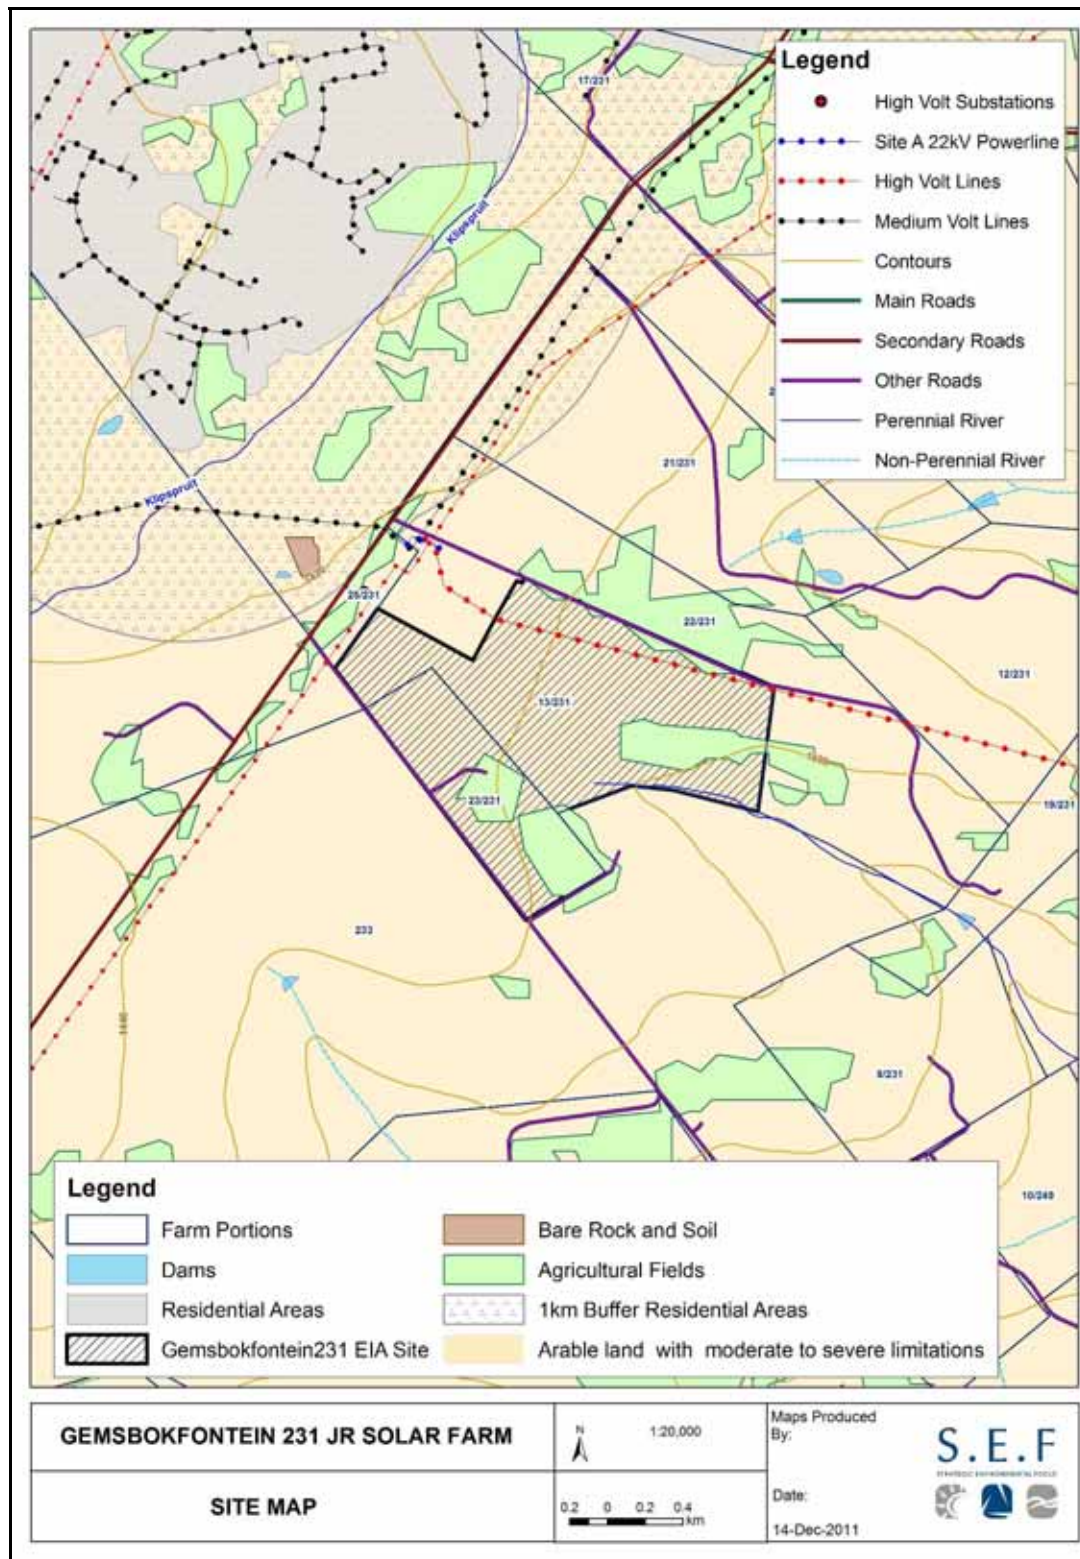 Legend
High Volt Substations
Site A 22kV Powerline
High Volt Lines
Medium Volt Lines
Contours
Main Roads
Secondary Roads
Other Roads
Perennial River
Non-Perennial River
17/231
Klipspruit
21/231
Klipspruit
25/231
22/231
12/231
13/231
23/231
19/231
233
1440
10/249
Legend
Farm Portions
Dams
Residential Areas
Gemsbokfontein231 EIA Site
Bare Rock and Soil
Agricultural Fields
1km Buffer Residential Areas
Arable land with moderate to severe limitations
GEMSBOKFONTEIN 231 JR SOLAR FARM
SITE MAP
N
1:20,000
0.2 0 0.2 0.4
km
Maps Produced
By:
Date:
14-Dec-2011
S.E.F